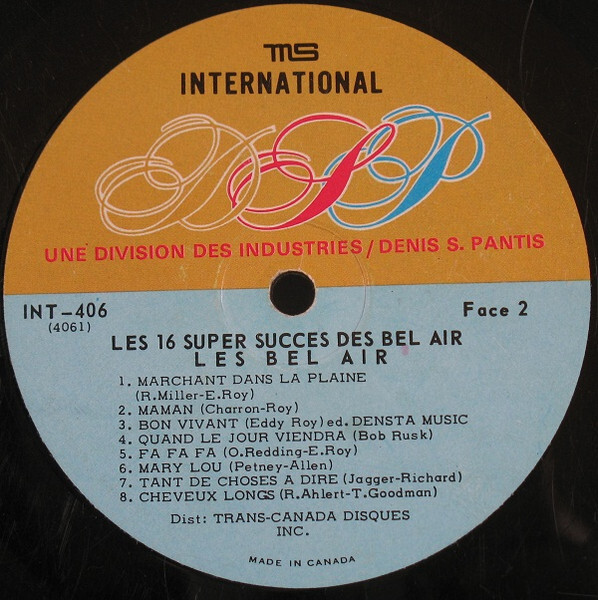 MS
INTERNATIONAL
DSP
UNE DIVISION DES INDUSTRIES/DENIS S. PANTIS
INT-406 Face 2
(4061)
LES 16 SUPER SUCCES DES BEL AIR
LES BEL AIR
1. MARCHANT DANS LA PLAINE
(R.Miller-E.Roy)
2. MAMAN (Charron-Roy)
3. BON VIVANT (Eddy Roy) ed. DENSTA MUSIC
4. QUAND LE JOUR VIENDRA (Bob Rusk)
5. FA FA FA (O.Redding-E.Roy)
6. MARY LOU (Petney-Allen)
7. TANT DE CHOSES A DIRE (Jagger-Richard)
8. CHEVEUX LONGS (R.Ahlert-T.Goodman)
Dist: TRANS-CANADA DISQUES
INC.
MADE IN CANADA